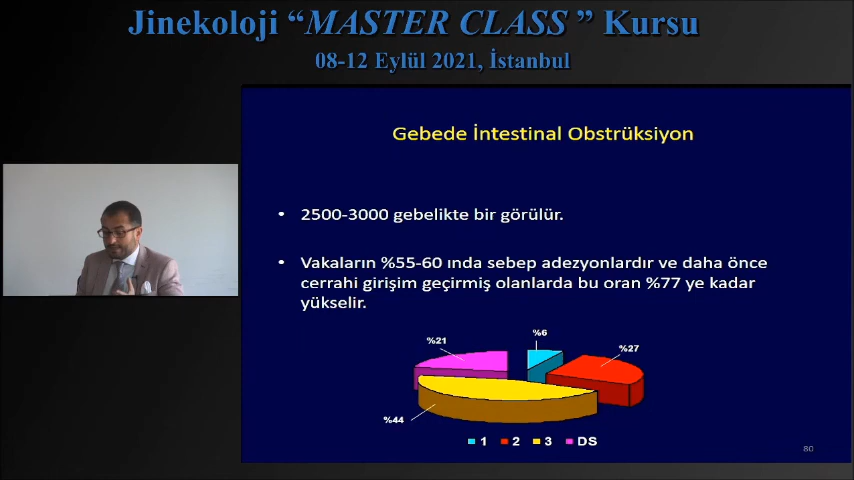 Jinekoloji “MASTER CLASS ” Kursu
08-12 Eylül 2021, İstanbul
Gebede İntestinal Obstrüksiyon
• 2500-3000 gebelikte bir görülür.
• Vakaların %55-60 ında sebep adezyonlardır ve daha önce
cerrahi girişim geçirmiş olanlarda bu oran %77 ye kadar
yükselir.
%6
%21
%27
%44
1 2 3 DS
80